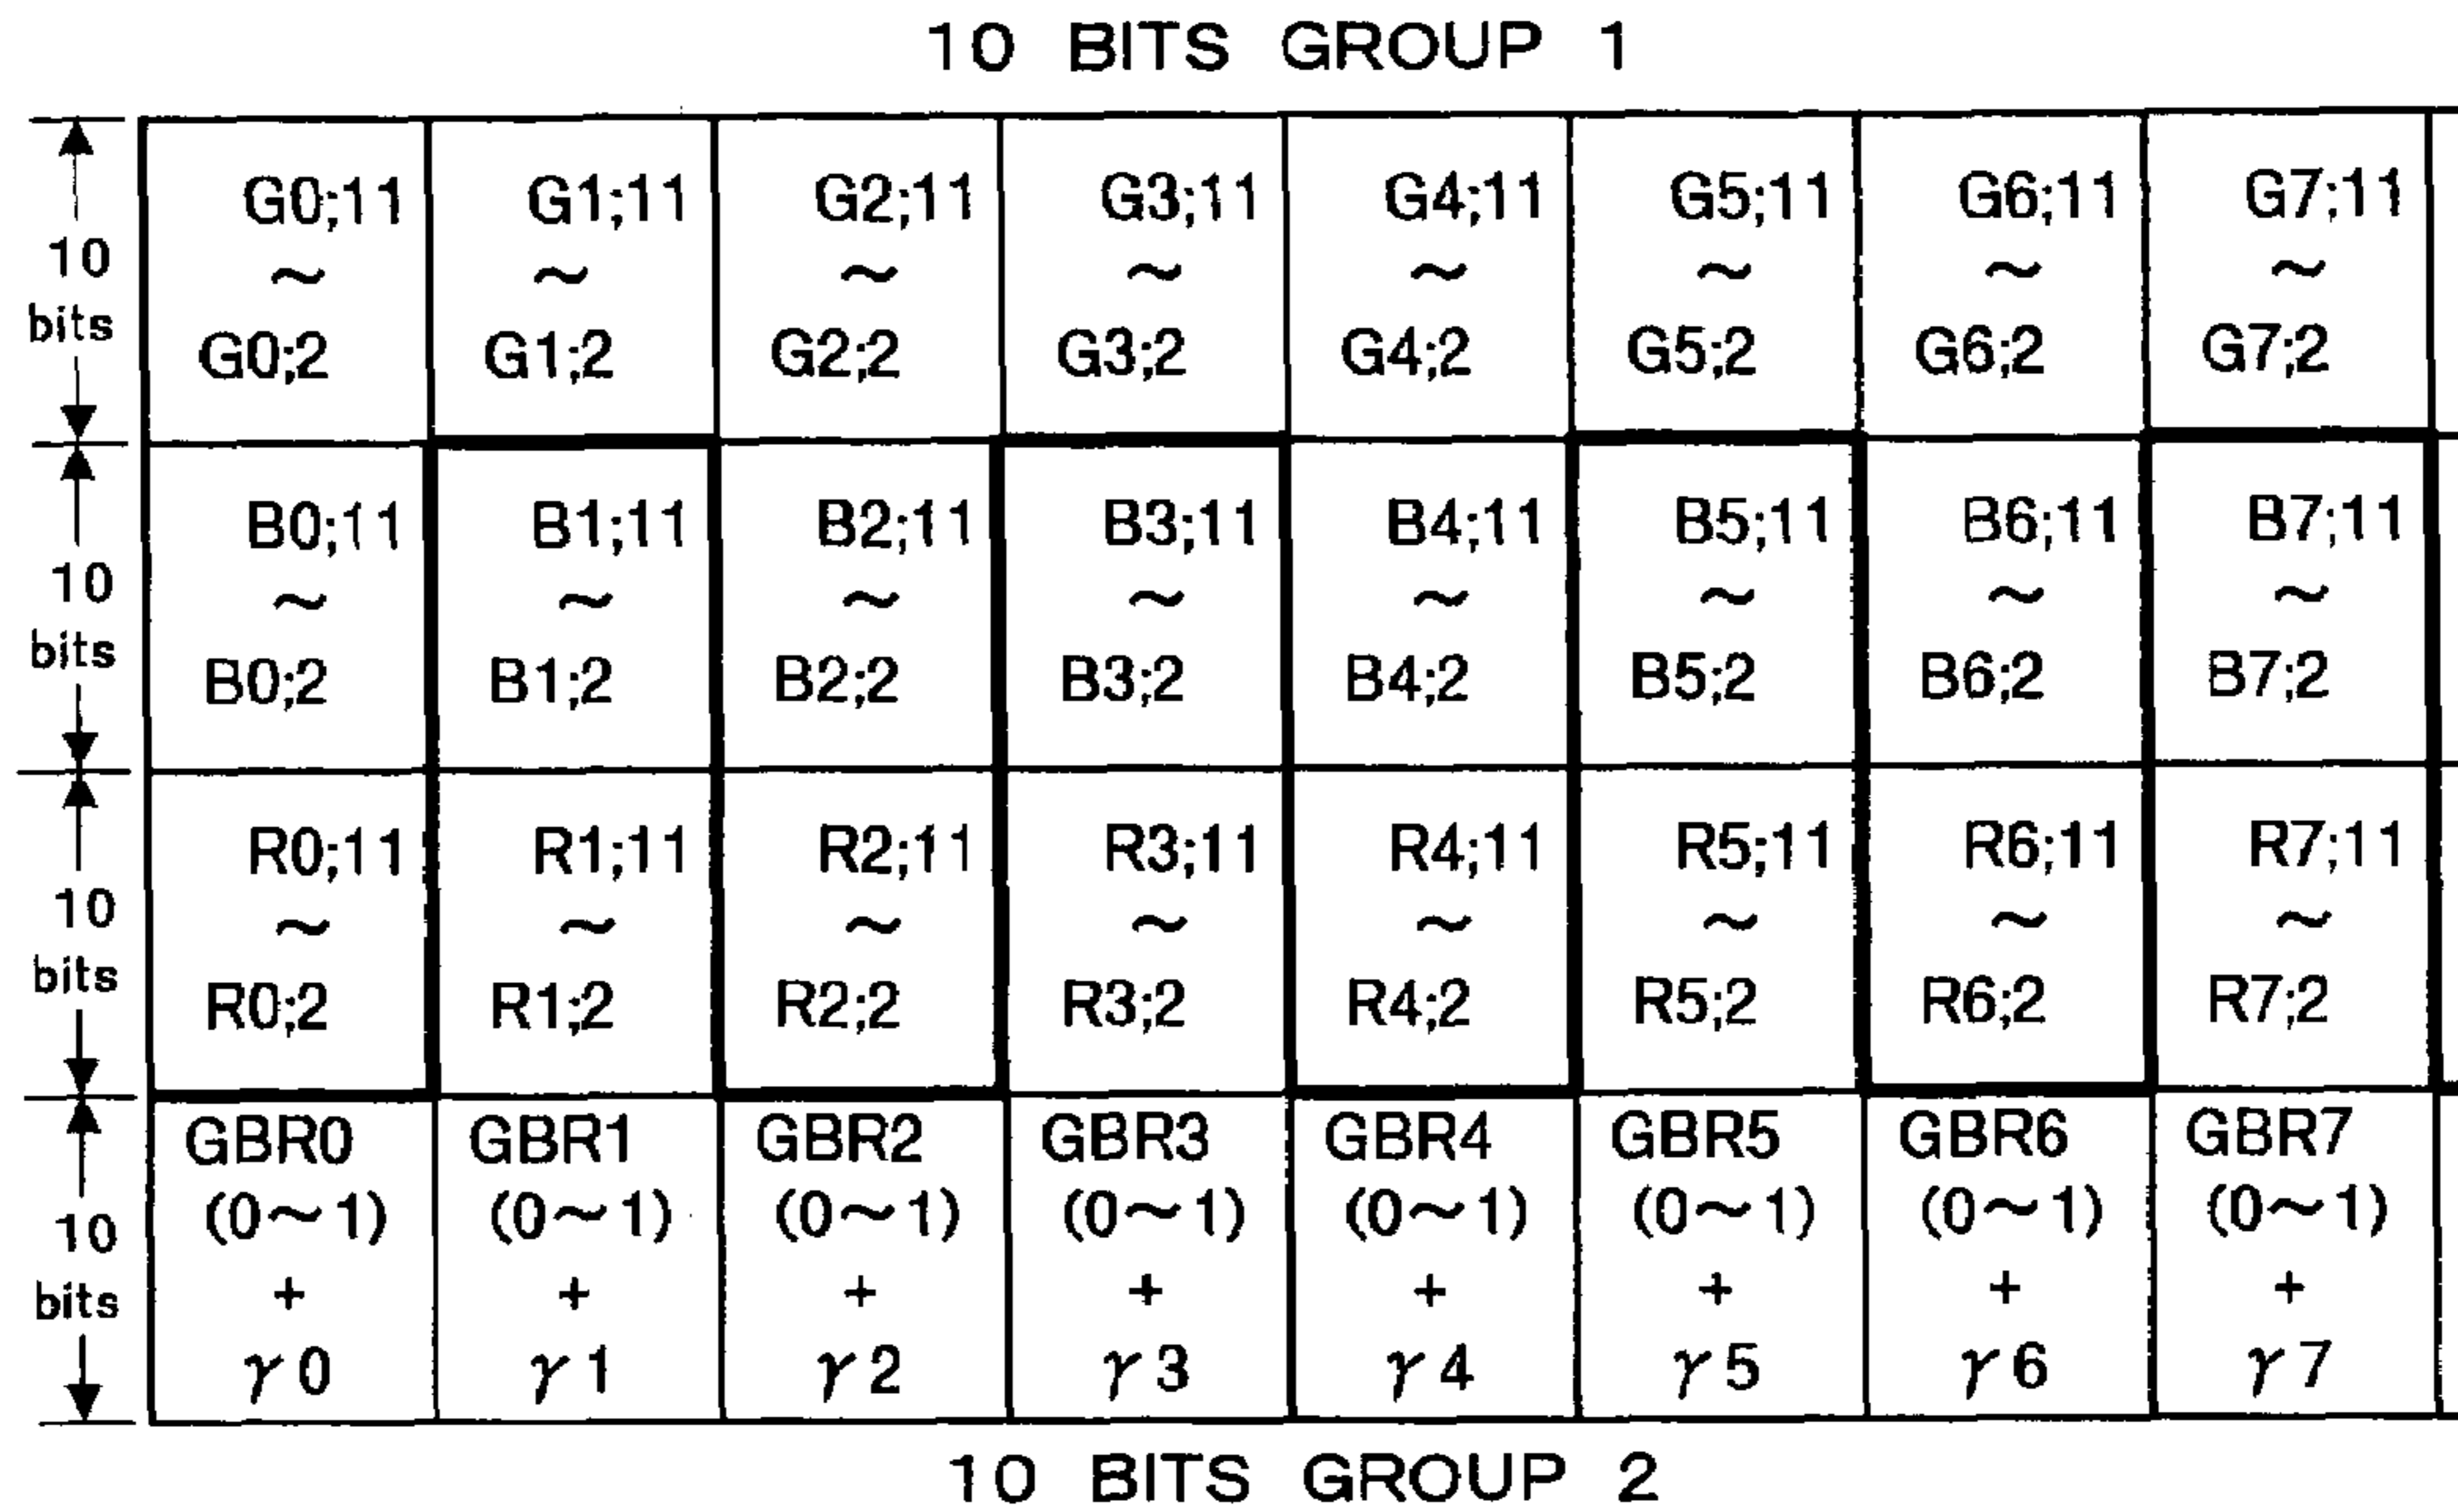 10 BITS GROUP 1
G0;11 G1;11 G2;11 G3;11 G4;11 G5;11 G6;11 G7;11
10 ~ ~ ~ ~ ~ ~ ~ ~
bits G0;2 G1;2 G2;2 G3;2 G4;2 G5;2 G6;2 G7;2
B0;11 B1;11 B2;11 B3;11 B4;11 B5;11 B6;11 B7;11
10 ~ ~ ~ ~ ~ ~ ~ ~
bits B0;2 B1;2 B2;2 B3;2 B4;2 B5;2 B6;2 B7;2
R0;11 R1;11 R2;11 R3;11 R4;11 R5;11 R6;11 R7;11
10 ~ ~ ~ ~ ~ ~ ~ ~
bits R0;2 R1;2 R2;2 R3;2 R4;2 R5;2 R6;2 R7;2
GBR0 GBR1 GBR2 GBR3 GBR4 GBR5 GBR6 GBR7
10 (0~1) (0~1) (0~1) (0~1) (0~1) (0~1) (0~1) (0~1)
bits + + + + + + + +
γ0 γ1 γ2 γ3 γ4 γ5 γ6 γ7
10 BITS GROUP 2